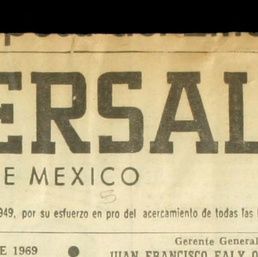 ERSAL
E MEXICO
949, por su esfuerzo en pro del acercamiento de todas las
E 1969
Gerente General
JUAN FRANCISCO EALY O